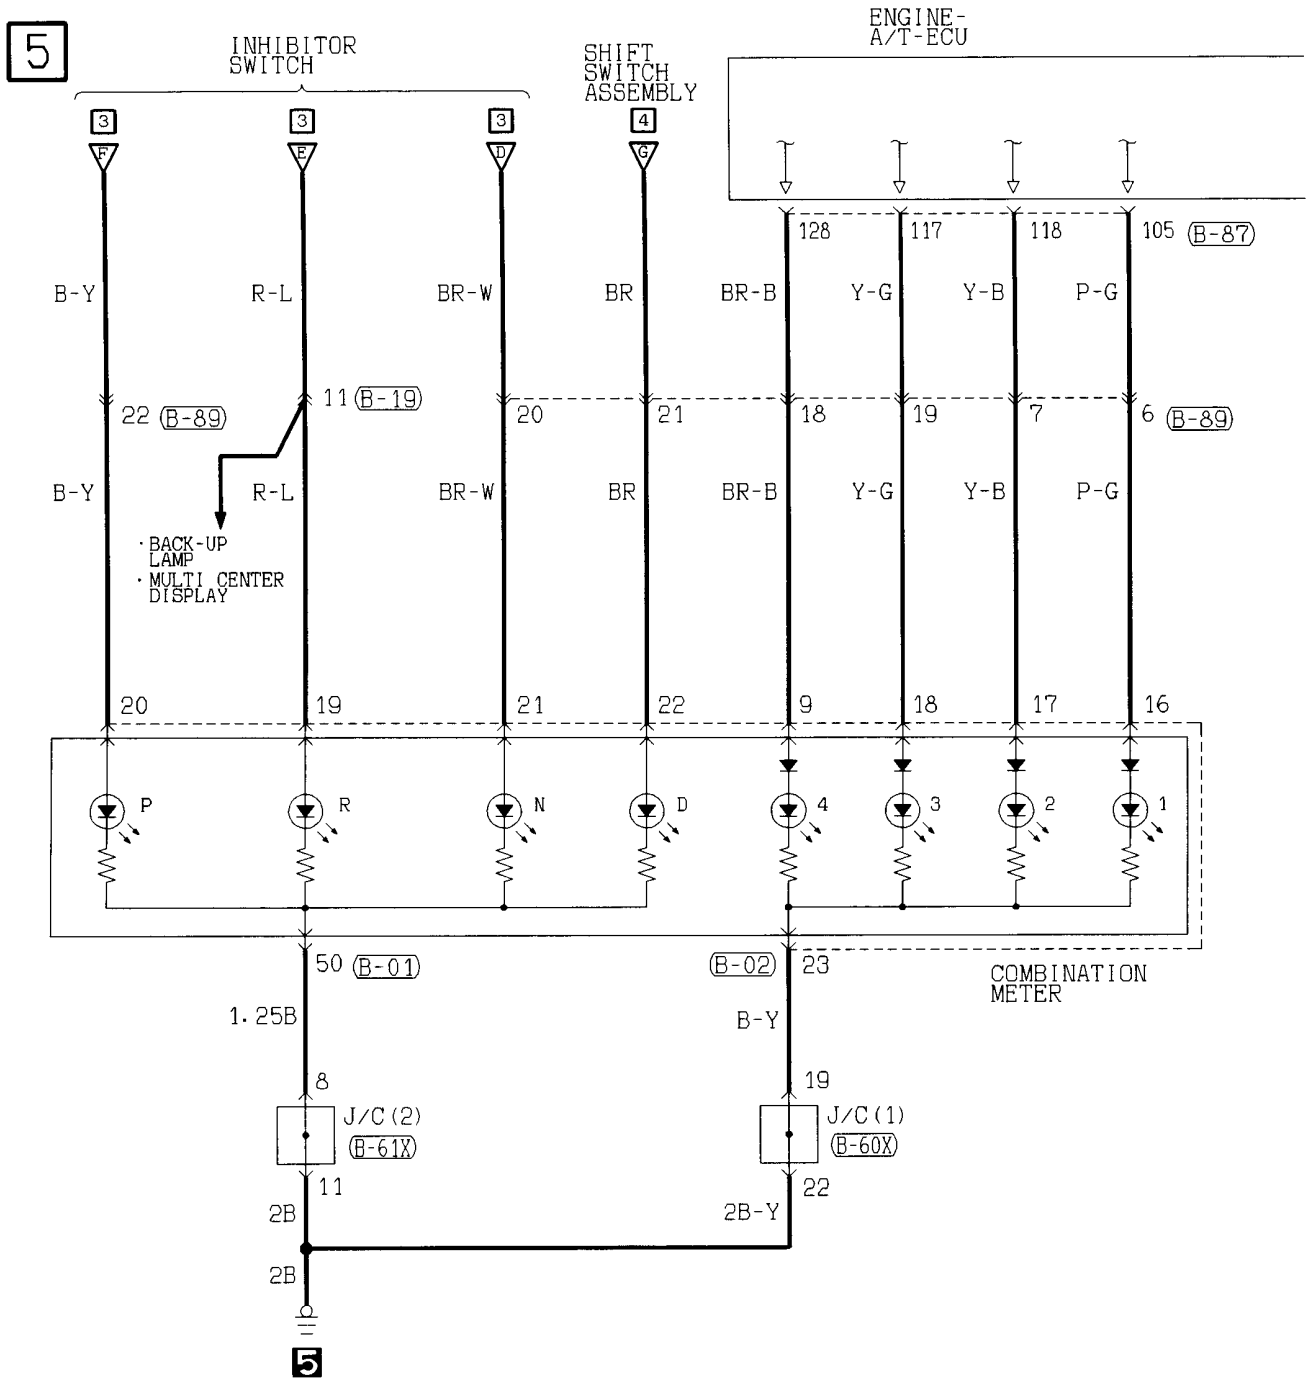 5
INHIBITOR
SWITCH
SHIFT
SWITCH
ASSEMBLY
ENGINE-
A/T-ECU
3 3 3 4
F E D G
128 117 118 105 (B-87)
B-Y R-L BR-W BR BR-B Y-G Y-B P-G
22 (B-89) 11 (B-19) 20 21 18 19 7 6 (B-89)
B-Y R-L BR-W BR BR-B Y-G Y-B P-G
·BACK-UP
LAMP
·MULTI CENTER
DISPLAY
20 19 21 22 9 18 17 16
P R N D 4 3 2 1
50 (B-01) (B-02) 23
COMBINATION
METER
1.25B B-Y
8 19
J/C(2) J/C(1)
(B-61X) (B-60X)
11 22
2B 2B-Y
2B
5